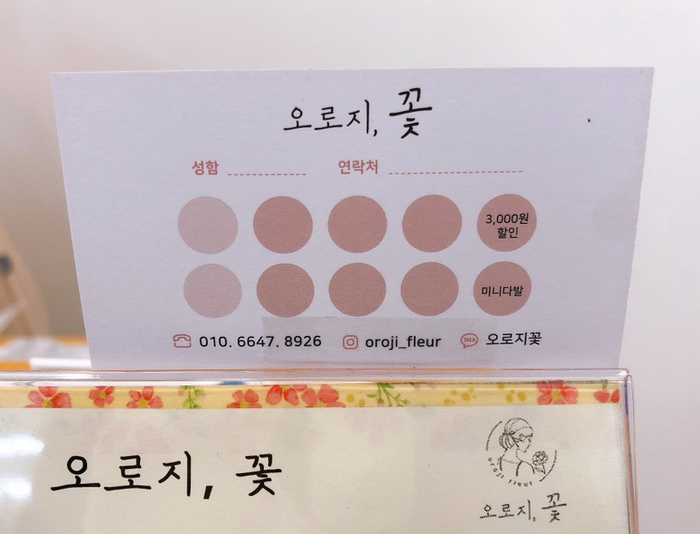 오로지, 꽃
성함 연락처
3,000원
할인
미니다발
010. 6647. 8926 oroji_fleur TALK 오로지꽃
오로지, 꽃
oroji fleur
오로지, 꽃